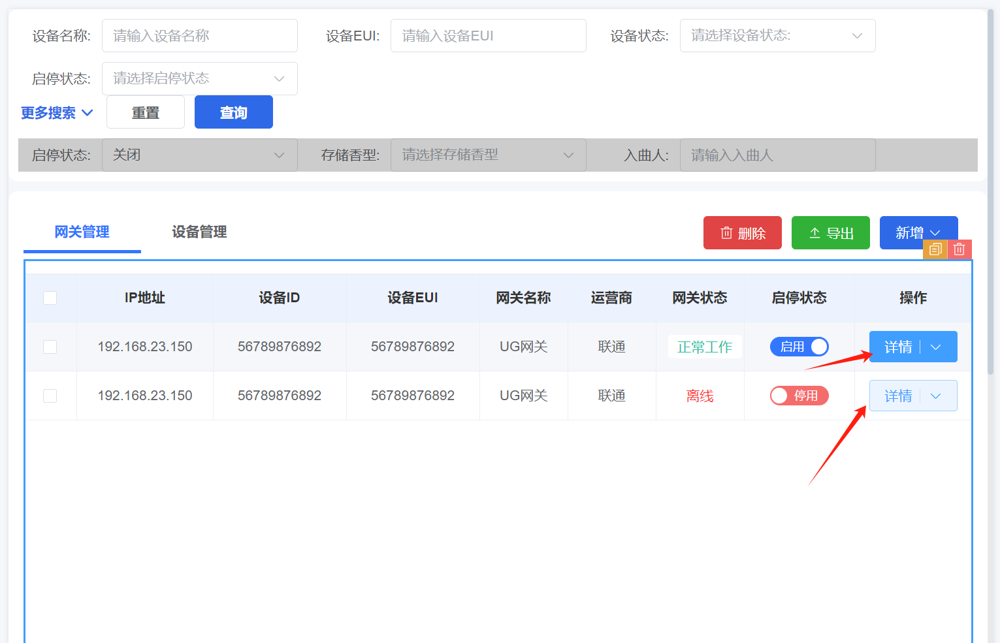 设备名称: 请输入设备名称 设备EUI: 请输入设备EUI 设备状态: 请选择设备状态:
启停状态: 请选择启停状态
更多搜索 重置 查询
启停状态: 关闭 存储香型: 请选择存储香型 入曲人: 请输入入曲人
网关管理 设备管理 删除 导出 新增
IP地址 设备ID 设备EUI 网关名称 运营商 网关状态 启停状态 操作
192.168.23.150 56789876892 56789876892 UG网关 联通 正常工作 启用 详情
192.168.23.150 56789876892 56789876892 UG网关 联通 离线 停用 详情